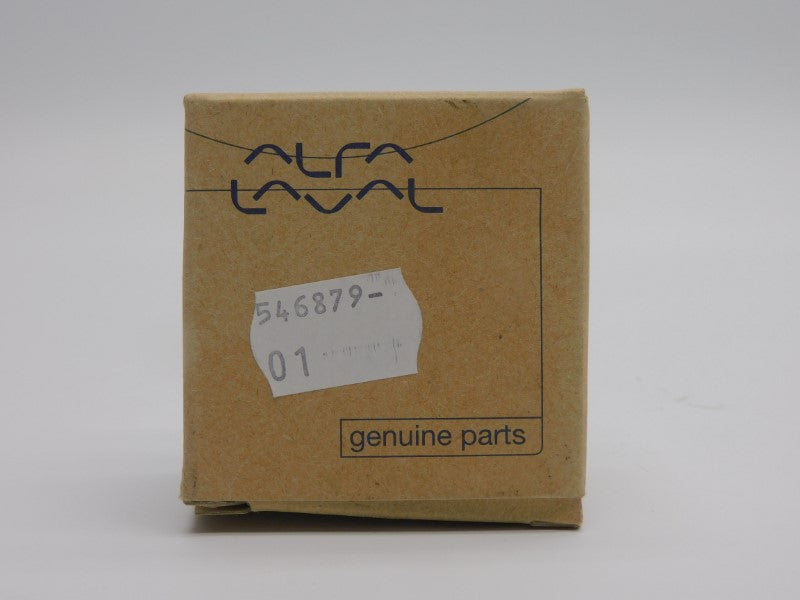 ALFA
LAVAL
546879-
01
genuine parts